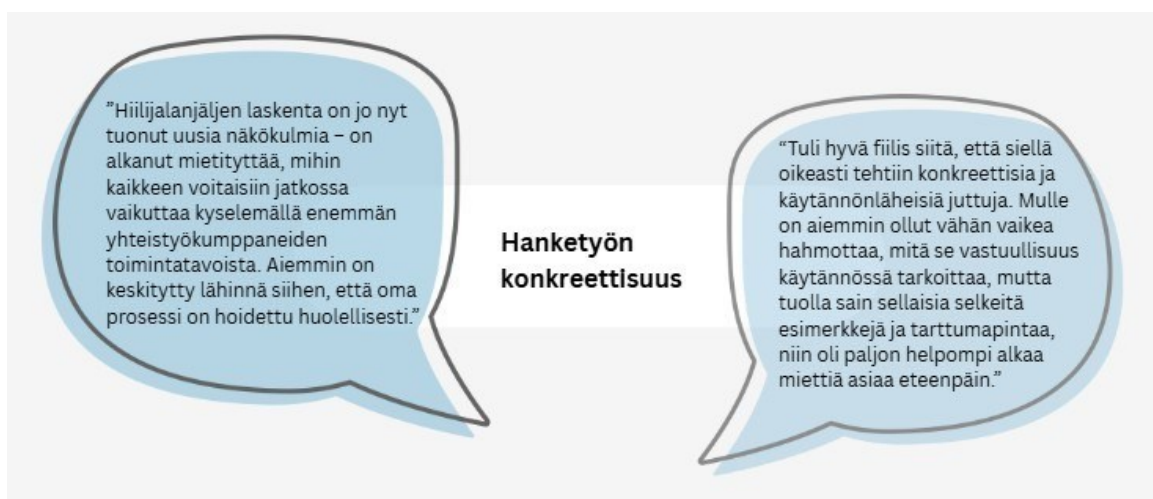 ”Hiilijalanjäljen laskenta on jo nyt
tuonut uusia näkökulmia – on
alkanut mietityttää, mihin
kaikkeen voitaisiin jatkossa
vaikuttaa kyselemällä enemmän
yhteistyökumppaneiden
toimintatavoista. Aiemmin on
keskitytty lähinnä siihen, että oma
prosessi on hoidettu huolellisesti.”
Hanketyön
konkreettisuus
“Tuli hyvä fiilis siitä, että siellä
oikeasti tehtiin konkreettisia ja
käytännönläheisiä juttuja. Mulle
on aiemmin ollut vähän vaikea
hahmottaa, mitä se vastuullisuus
käytännössä tarkoittaa, mutta
tuolla sain sellaisia selkeitä
esimerkkejä ja tarttumapintaa,
niin oli paljon helpompi alkaa
miettiä asiaa eteenpäin.”